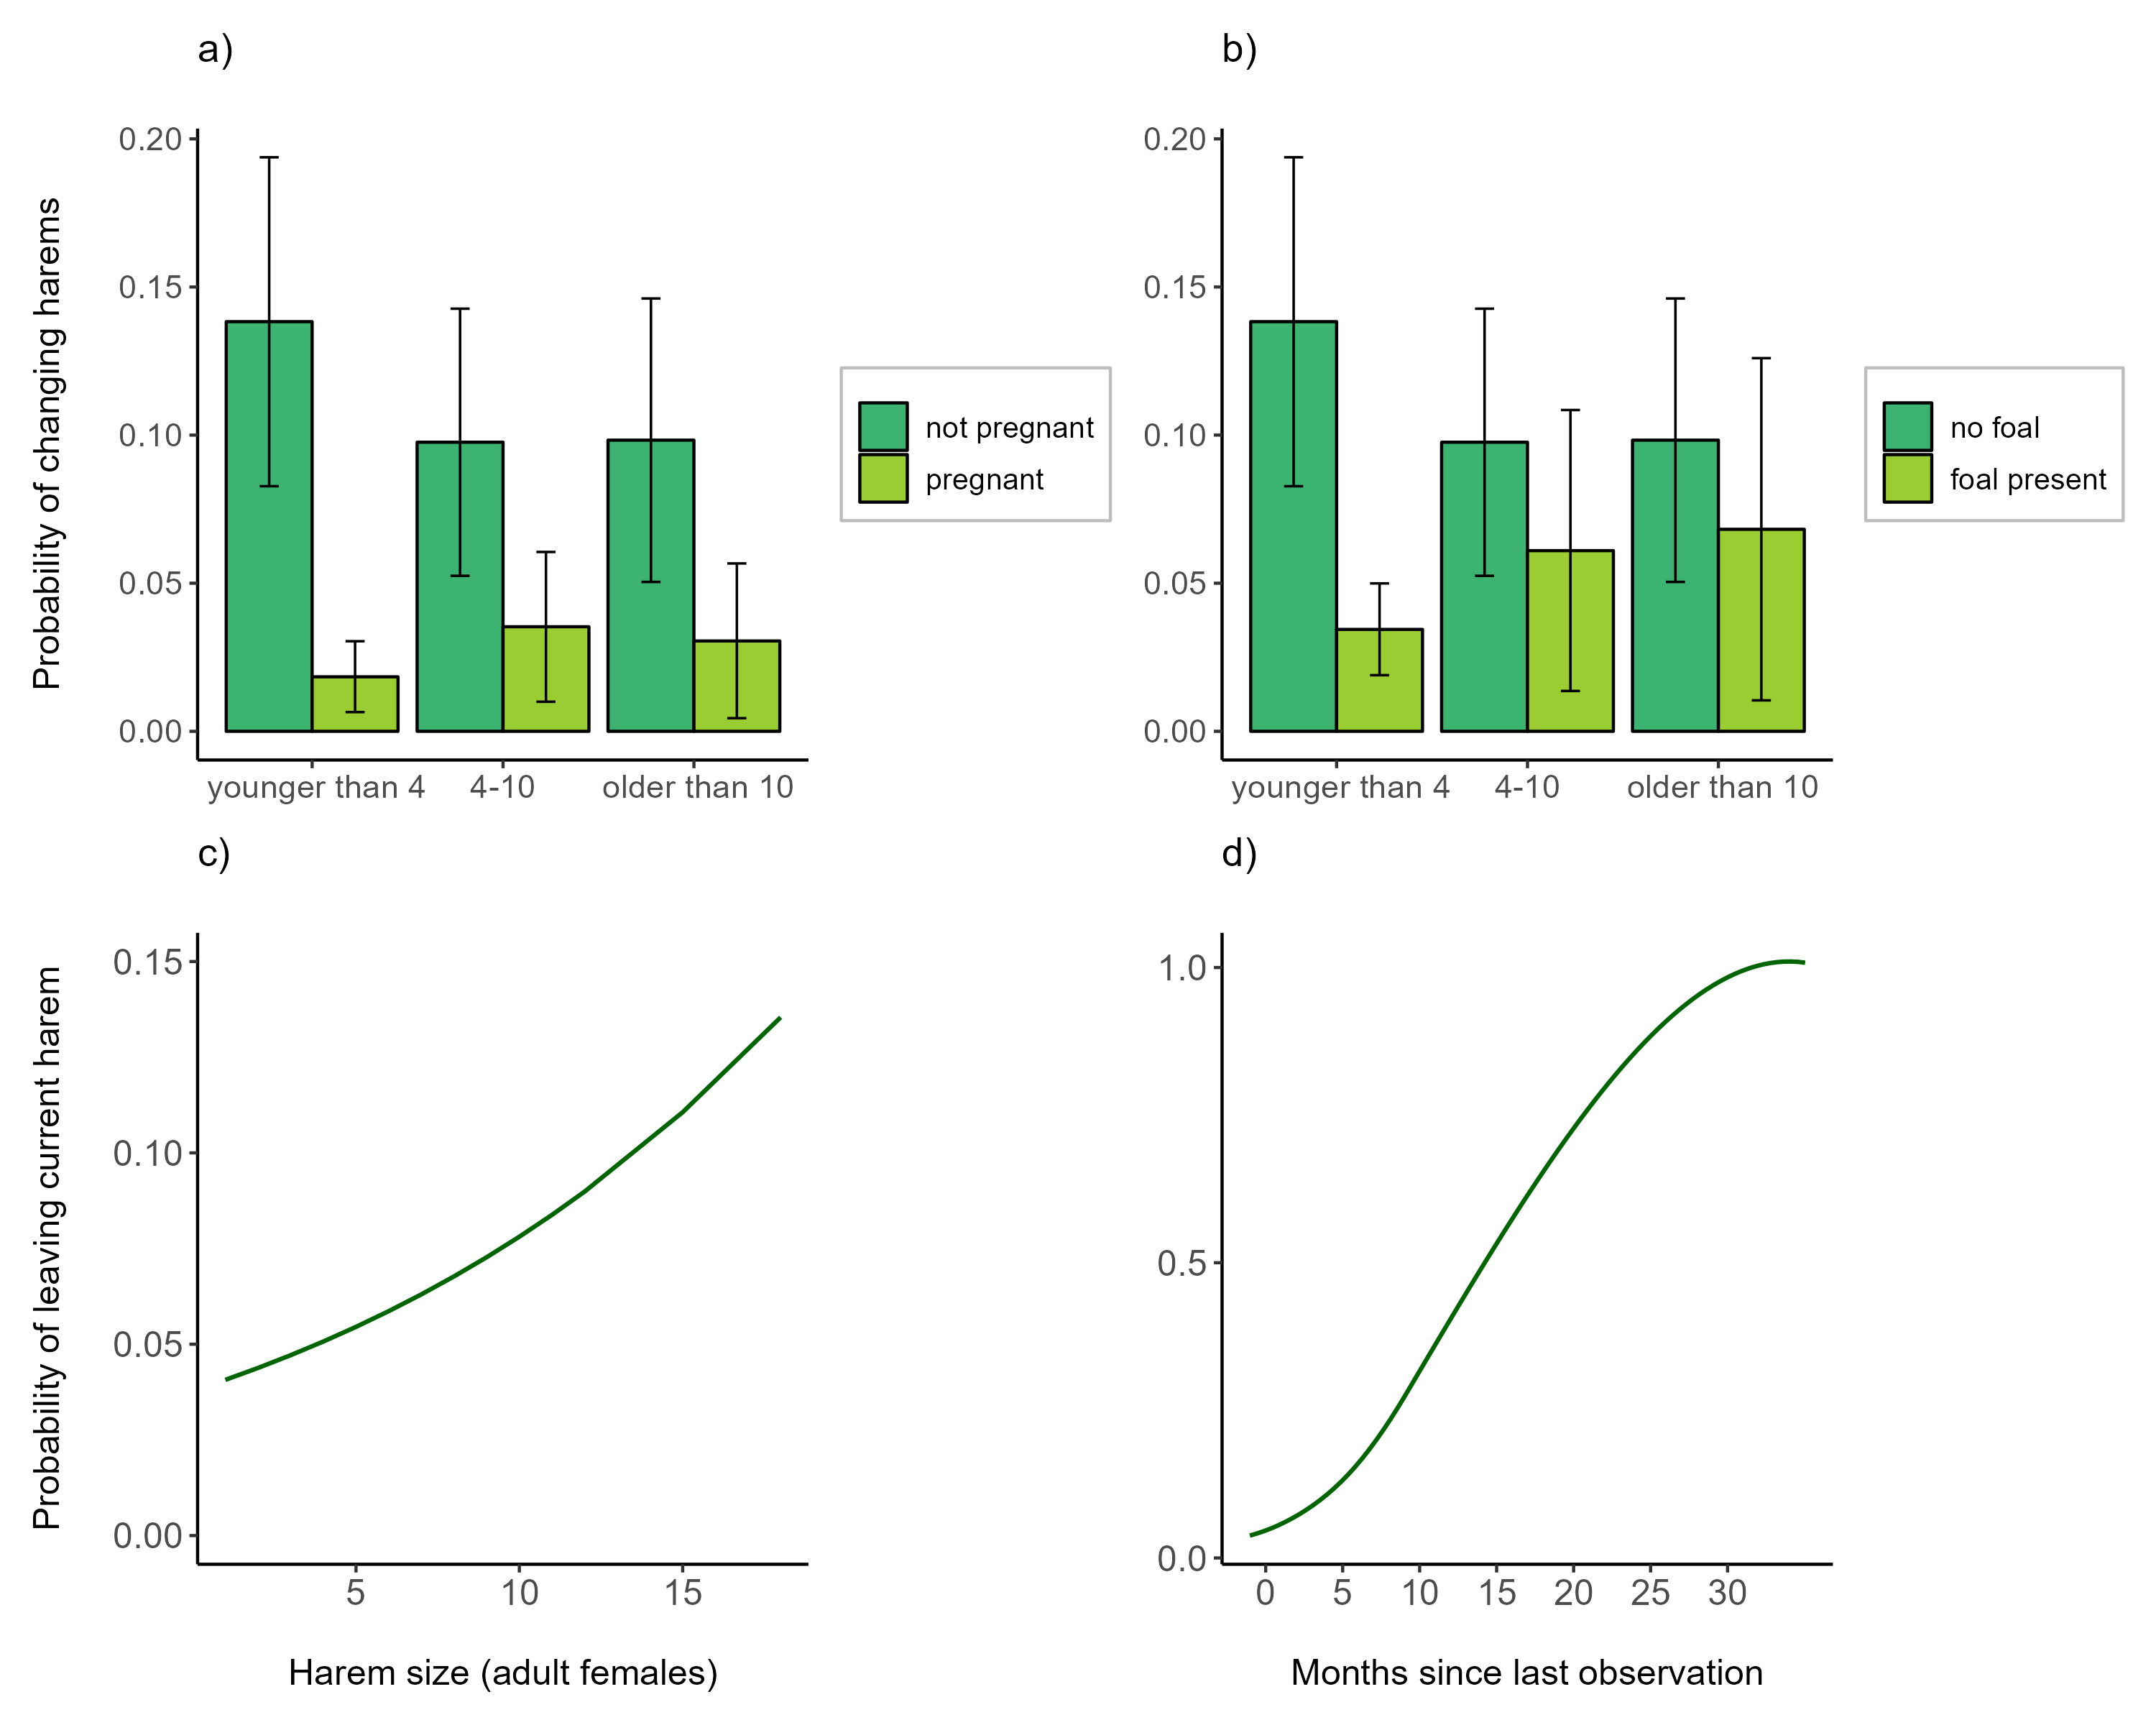 a)
Probability of changing harems
0.20
0.15
0.10
0.05
0.00
younger than 4 4-10 older than 10
not pregnant
pregnant
b)
0.20
0.15
0.10
0.05
0.00
younger than 4 4-10 older than 10
no foal
foal present
c)
Probability of leaving current harem
0.15
0.10
0.05
0.00
5 10 15
Harem size (adult females)
d)
1.0
0.5
0.0
0 5 10 15 20 25 30
Months since last observation